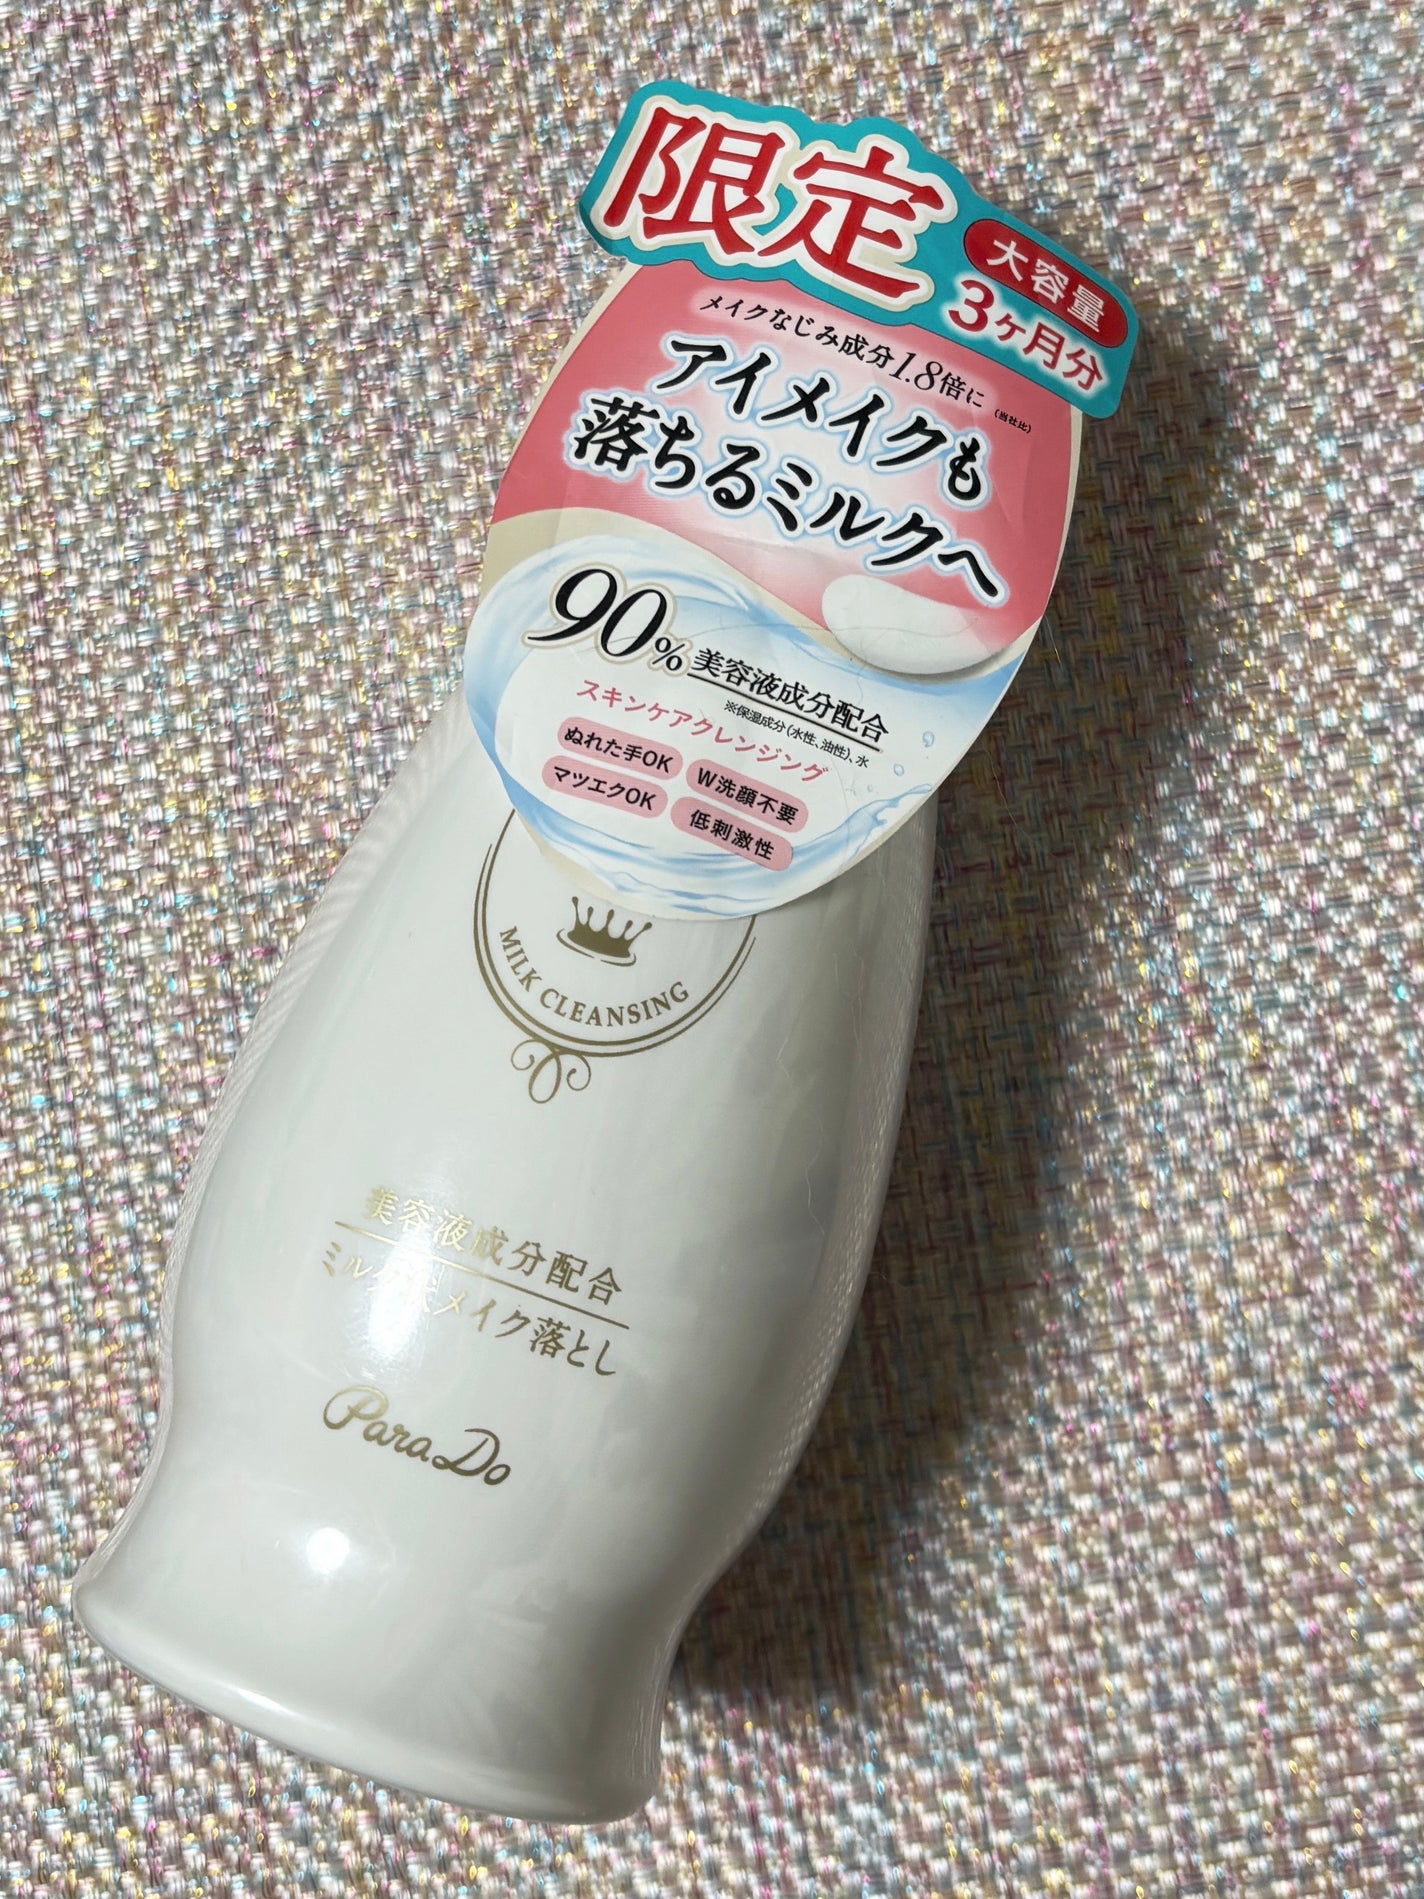 限定
大容量
3ヶ月分
メイクなじみ成分1.8倍に (当社比)
アイメイクも
落ちるミルクへ
90%美容液成分配合
※保湿成分(水性、油性)、水
スキンケアクレンジング
ぬれた手OK W洗顔不要
マツエクOK 低刺激性
MILK CLEANSING
美容液成分配合
ミルク状メイク落とし
ParaDo